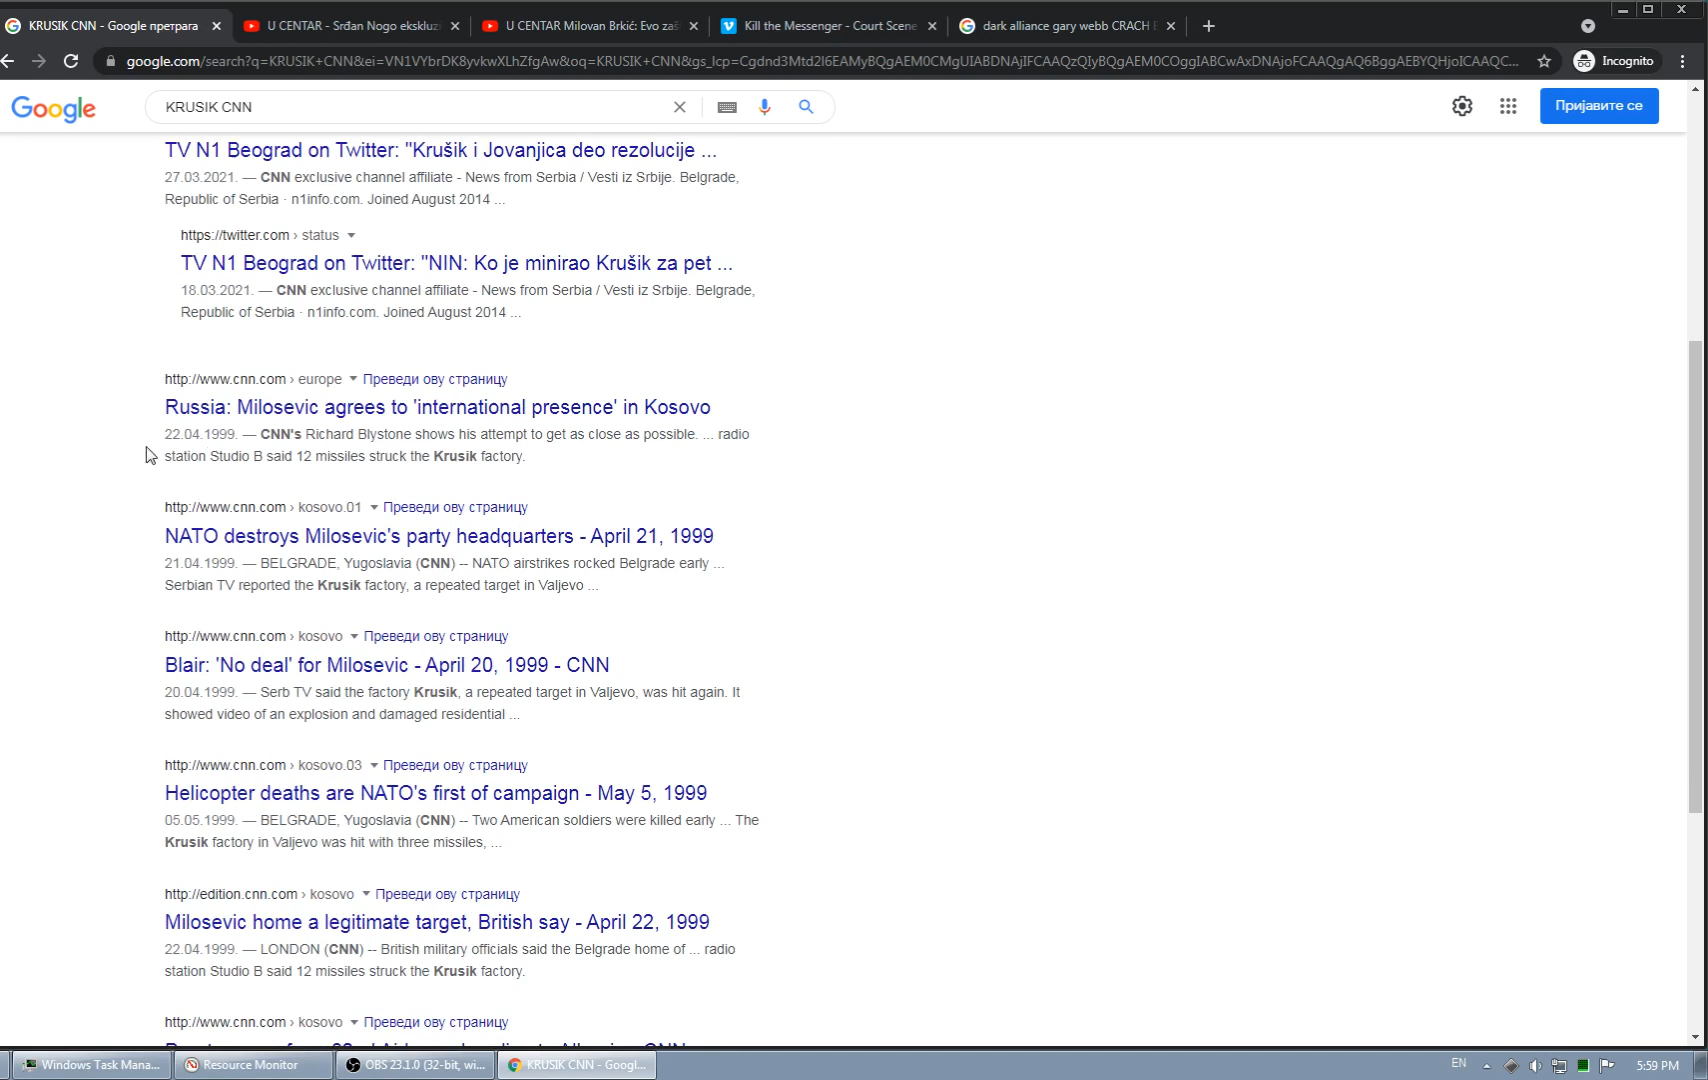 KRUSIK CNN - Google претрага
U CENTAR - Srđan Nogo ekskluz
U CENTAR Milovan Brkić: Evo zaš
Kill the Messenger - Court Scene
dark alliance gary webb CRACH
google.com/search?q=KRUSIK+CNN&ei=
Incognito
Google
KRUSIK CNN
Пријавите се
TV N1 Beograd on Twitter: "Krušik i Jovanjica deo rezolucije ...
27.03.2021. — CNN exclusive channel affiliate - News from Serbia / Vesti iz Srbije. Belgrade,
Republic of Serbia · n1info.com. Joined August 2014 ...
https://twitter.com › status
TV N1 Beograd on Twitter: "NIN: Ko je minirao Krušik za pet ...
18.03.2021. — CNN exclusive channel affiliate - News from Serbia / Vesti iz Srbije. Belgrade,
Republic of Serbia · n1info.com. Joined August 2014 ...
http://www.cnn.com › europe Преведи ову страницу
Russia: Milosevic agrees to 'international presence' in Kosovo
22.04.1999. — CNN's Richard Blystone shows his attempt to get as close as possible. ... radio
station Studio B said 12 missiles struck the Krusik factory.
http://www.cnn.com › kosovo.01 Преведи ову страницу
NATO destroys Milosevic's party headquarters - April 21, 1999
21.04.1999. — BELGRADE, Yugoslavia (CNN) -- NATO airstrikes rocked Belgrade early ...
Serbian TV reported the Krusik factory, a repeated target in Valjevo ...
http://www.cnn.com › kosovo Преведи ову страницу
Blair: 'No deal' for Milosevic - April 20, 1999 - CNN
20.04.1999. — Serb TV said the factory Krusik, a repeated target in Valjevo, was hit again. It
showed video of an explosion and damaged residential ...
http://www.cnn.com › kosovo.03 Преведи ову страницу
Helicopter deaths are NATO's first of campaign - May 5, 1999
05.05.1999. — BELGRADE, Yugoslavia (CNN) -- Two American soldiers were killed early ... The
Krusik factory in Valjevo was hit with three missiles, ...
http://edition.cnn.com › kosovo Преведи ову страницу
Milosevic home a legitimate target, British say - April 22, 1999
22.04.1999. — LONDON (CNN) -- British military officials said the Belgrade home of ... radio
station Studio B said 12 missiles struck the Krusik factory.
http://www.cnn.com › kosovo Преведи ову страницу
Windows Task Mana...
Resource Monitor
OBS 23.1.0 (32-bit, wi...
KRUSIK CNN - Googl...
EN
5:59 PM